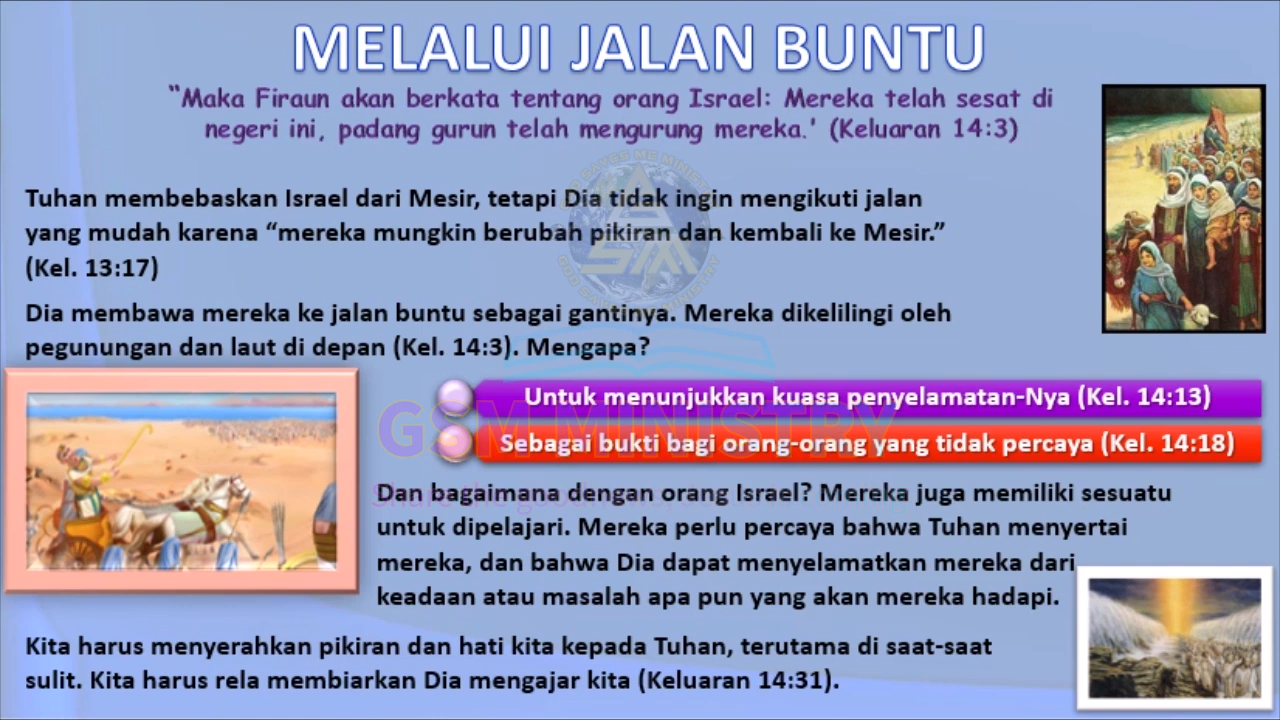 MELALUI JALAN BUNTU
“Maka Firaun akan berkata tentang orang Israel: Mereka telah sesat di
negeri ini, padang gurun telah mengurung mereka.' (Keluaran 14:3)
Tuhan membebaskan Israel dari Mesir, tetapi Dia tidak ingin mengikuti jalan
yang mudah karena “mereka mungkin berubah pikiran dan kembali ke Mesir.”
(Kel. 13:17)
Dia membawa mereka ke jalan buntu sebagai gantinya. Mereka dikelilingi oleh
pegunungan dan laut di depan (Kel. 14:3). Mengapa?
Untuk menunjukkan kuasa penyelamatan-Nya (Kel. 14:13)
Sebagai bukti bagi orang-orang yang tidak percaya (Kel. 14:18)
GSM MINISTRY
Dan bagaimana dengan orang Israel? Mereka juga memiliki sesuatu
untuk dipelajari. Mereka perlu percaya bahwa Tuhan menyertai
mereka, dan bahwa Dia dapat menyelamatkan mereka dari
keadaan atau masalah apa pun yang akan mereka hadapi.
Kita harus menyerahkan pikiran dan hati kita kepada Tuhan, terutama di saat-saat
sulit. Kita harus rela membiarkan Dia mengajar kita (Keluaran 14:31).